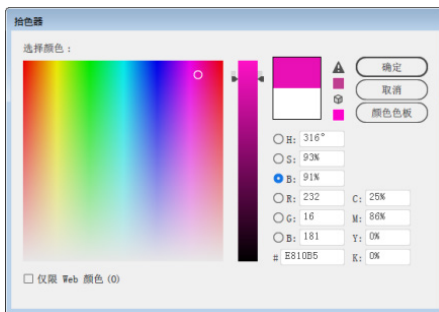 拾色器
选择颜色：
确定
取消
颜色色板
H: 316°
S: 93%
B: 91%
R: 232 C: 25%
G: 16 M: 86%
B: 181 Y: 0%
# E810B5 K: 0%
仅限 Web 颜色 (O)